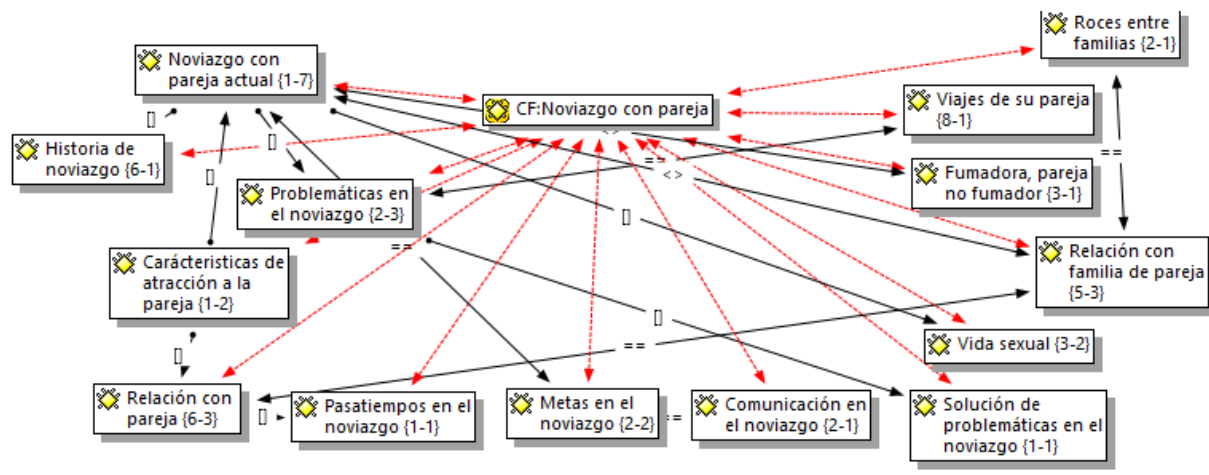 Roces entre
familias {2-1}
Noviazgo con
pareja actual {1-7}
CF:Noviazgo con pareja
Viajes de su pareja
{8-1}
[]
Historia de
noviazgo {6-1}
[]
<>
==
==
Fumadora, pareja
no fumador {3-1}
<>
[]
Problemáticas en
el noviazgo {2-3}
[]
==
Relación con
familia de pareja
{5-3}
Carácteristicas de
atracción a la
pareja {1-2}
[]
[]
==
Vida sexual {3-2}
Relación con
pareja {6-3}
[]
Pasatiempos en el
noviazgo {1-1}
Metas en el
noviazgo {2-2}
==
Comunicación en
el noviazgo {2-1}
Solución de
problemáticas en el
noviazgo {1-1}